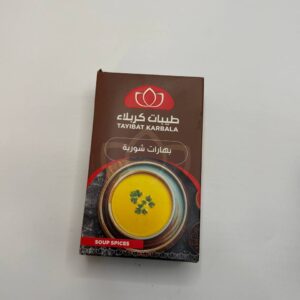 طيبات كربلاء
TAYIBAT KARBALA
بهارات شوربة
SOUP SPICES